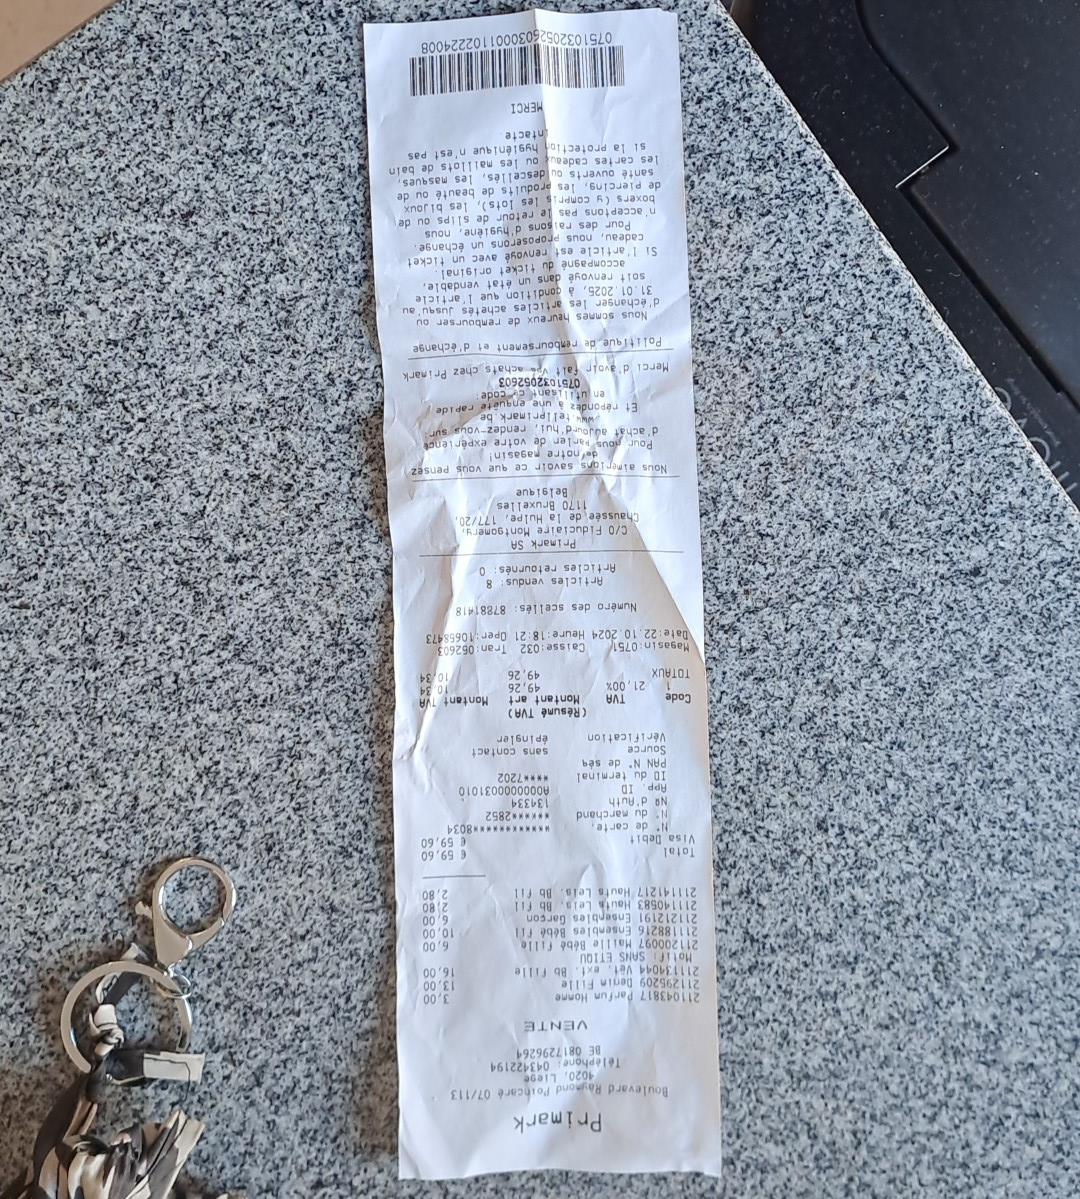 Primark
Boulevard Raymond Poincaré 07/113
4020, Liege
Téléphone: 043422194
BE 0817296264
VENTE
211043817 Parfum Homme 3,00
211295209 Denim Fille 13,00
211134044 Vêt. ext. Bb Fille 16,00
Motif: SANS ETIQU
211200097 Maille Bébé Fille 6,00
211188216 Ensembles Bébé Fil 10,00
211212191 Ensembles Garcon 6,00
211140593 Hauts Leis. Bb Fil 2,80
211141217 Hauts Leis. Bb Fil 2,80
Total € 59,60
Visa Debit € 59,60
N° de carte. ************8034
N° du marchand ******2852
Nº d'Auth 134334
App. ID A0000000031010
ID du terminal ****7202
PAN N° de séq
Source sans contact
Vérification épingler
(Résumé TVA)
Code TVA Montant art Montant TVA
1 21,00% 49,26 10,34
TOTAUX 49,26 10,34
Magasin:0751 Caisse:032 Tran:052603
Date:22.10.2024 Heure:18:21 Oper:10658473
Numéro des scellés: 87881418
Articles vendus: 8
Articles retournés: 0
Primark SA
C/O Fiduciaire Montgomery,
Chaussée de la Hulpe, 177/20,
1170 Bruxelles
Belgique
Nous aimerions savoir ce que vous pensez
de notre magasin!
Pour nous parler de votre expérience
d'achat aujourd'hui, rendez-vous sur
www.tellprimark.be
Et répondez à une enquête rapide
en utilisant ce code:
0751032052603
Merci d'avoir fait vos achats chez Primark
Politique de remboursement et d'échange
Nous sommes heureux de rembourser ou
d'échanger les articles achetés jusqu'au
31.01.2025, à condition que l'article
soit renvoyé dans un état vendable,
accompagné du ticket original.
Si l'article est renvoyé avec un ticket
cadeau, nous proposerons un échange.
Pour des raisons d'hygiène, nous
n'acceptons pas le retour de slips ou de
boxers (y compris les lots), les bijoux
de piercing, les produits de beauté ou de
santé ouverts ou descellés, les masques,
les cartes cadeaux ou les maillots de bain
si la protection hygiénique n'est pas
intacte.
MERCI
07510320526030001102224008